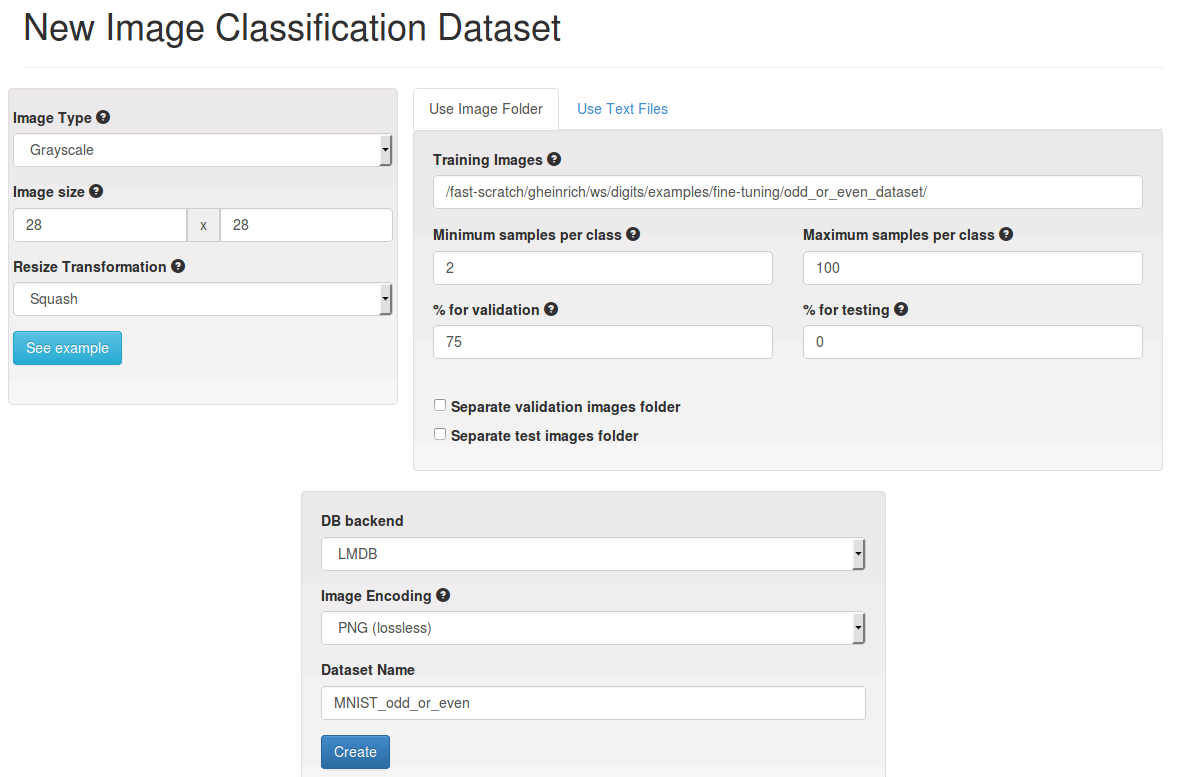 New Image Classification Dataset
Image Type
Grayscale
Image size
28 x 28
Resize Transformation
Squash
See example
Use Image Folder Use Text Files
Training Images
/fast-scratch/gheinrich/ws/digits/examples/fine-tuning/odd_or_even_dataset/
Minimum samples per class Maximum samples per class
2 100
% for validation % for testing
75 0
Separate validation images folder
Separate test images folder
DB backend
LMDB
Image Encoding
PNG (lossless)
Dataset Name
MNIST_odd_or_even
Create